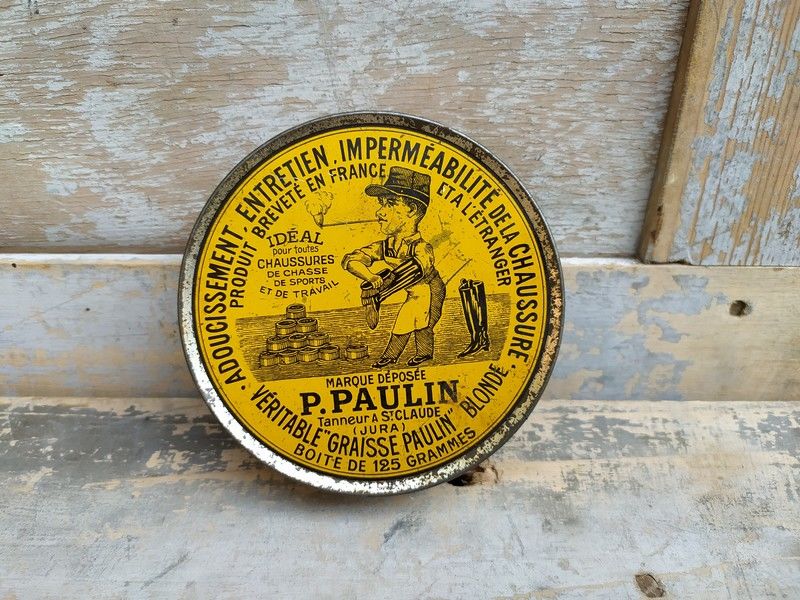 ADOUCISSEMENT, ENTRETIEN, IMPERMÉABILITÉ DE LA CHAUSSURE
PRODUIT BREVETÉ EN FRANCE ET A L'ÉTRANGER
IDÉAL
pour toutes
CHAUSSURES
DE CHASSE
DE SPORTS
ET DE TRAVAIL
MARQUE DÉPOSÉE
P. PAULIN
Tanneur A St CLAUDE
(JURA)
VÉRITABLE "GRAISSE PAULIN" BLONDE
BOITE DE 125 GRAMMES